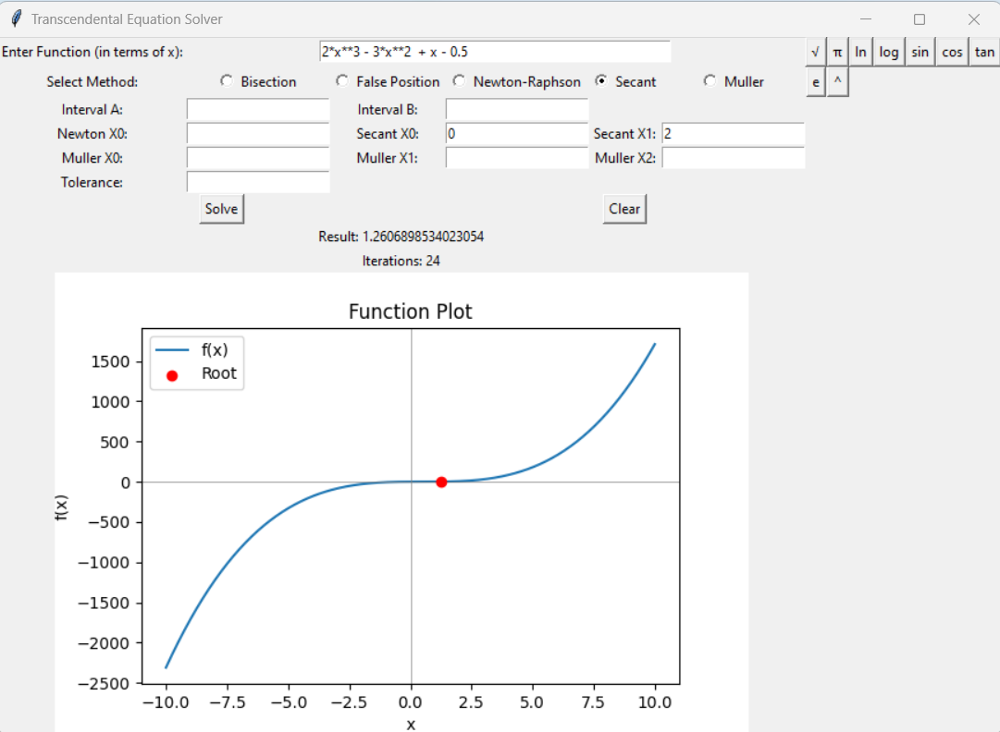 Transcendental Equation Solver
Enter Function (in terms of x): 2*x**3 - 3*x**2 + x - 0.5 √ π ln log sin cos tan
Select Method: Bisection False Position Newton-Raphson Secant Muller e ^
Interval A: Interval B:
Newton X0: Secant X0: 0 Secant X1: 2
Muller X0: Muller X1: Muller X2:
Tolerance:
Solve Clear
Result: 1.2606898534023054
Iterations: 24
Function Plot
f(x)
Root
1500
1000
500
0
−500
−1000
−1500
−2000
−2500
f(x)
−10.0 −7.5 −5.0 −2.5 0.0 2.5 5.0 7.5 10.0
x